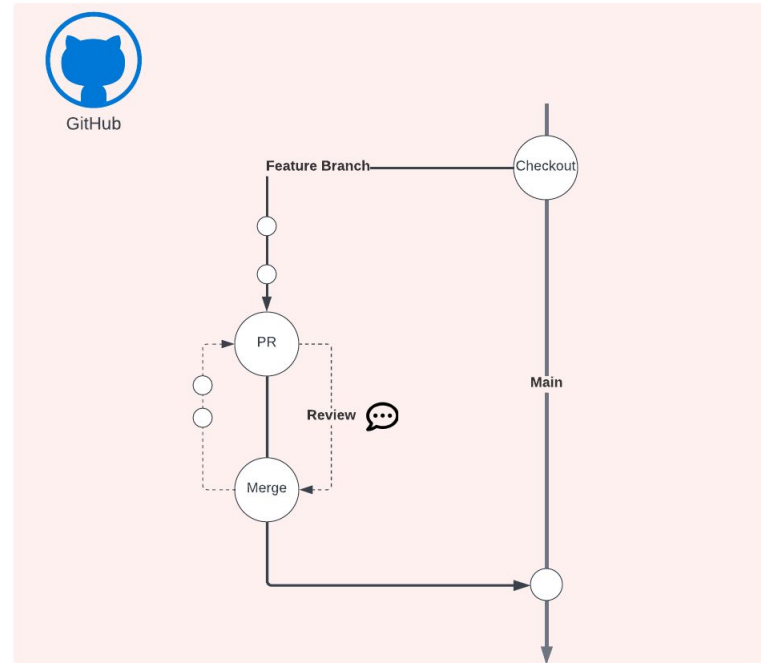 GitHub
Feature Branch
Checkout
PR
Main
Review
Merge